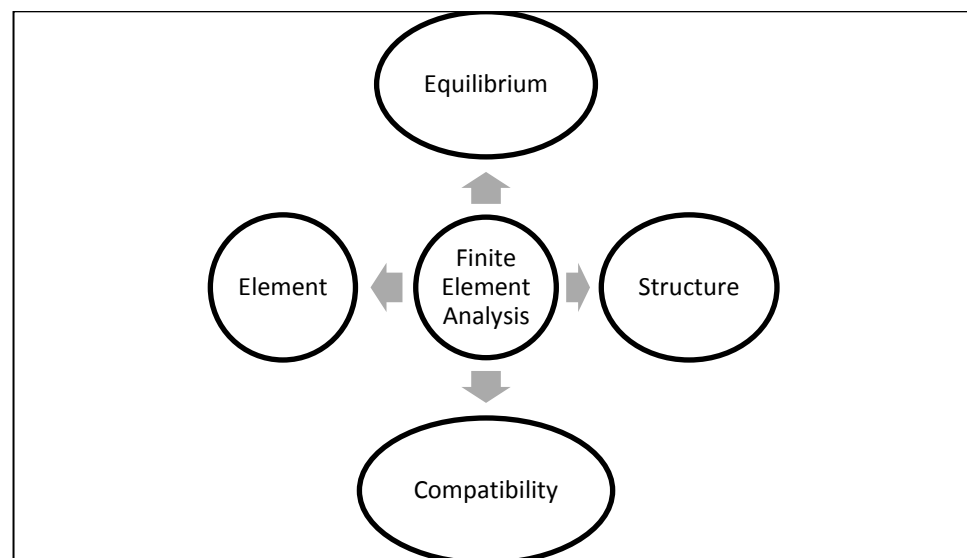 Equilibrium
Element
Finite
Element
Analysis
Structure
Compatibility